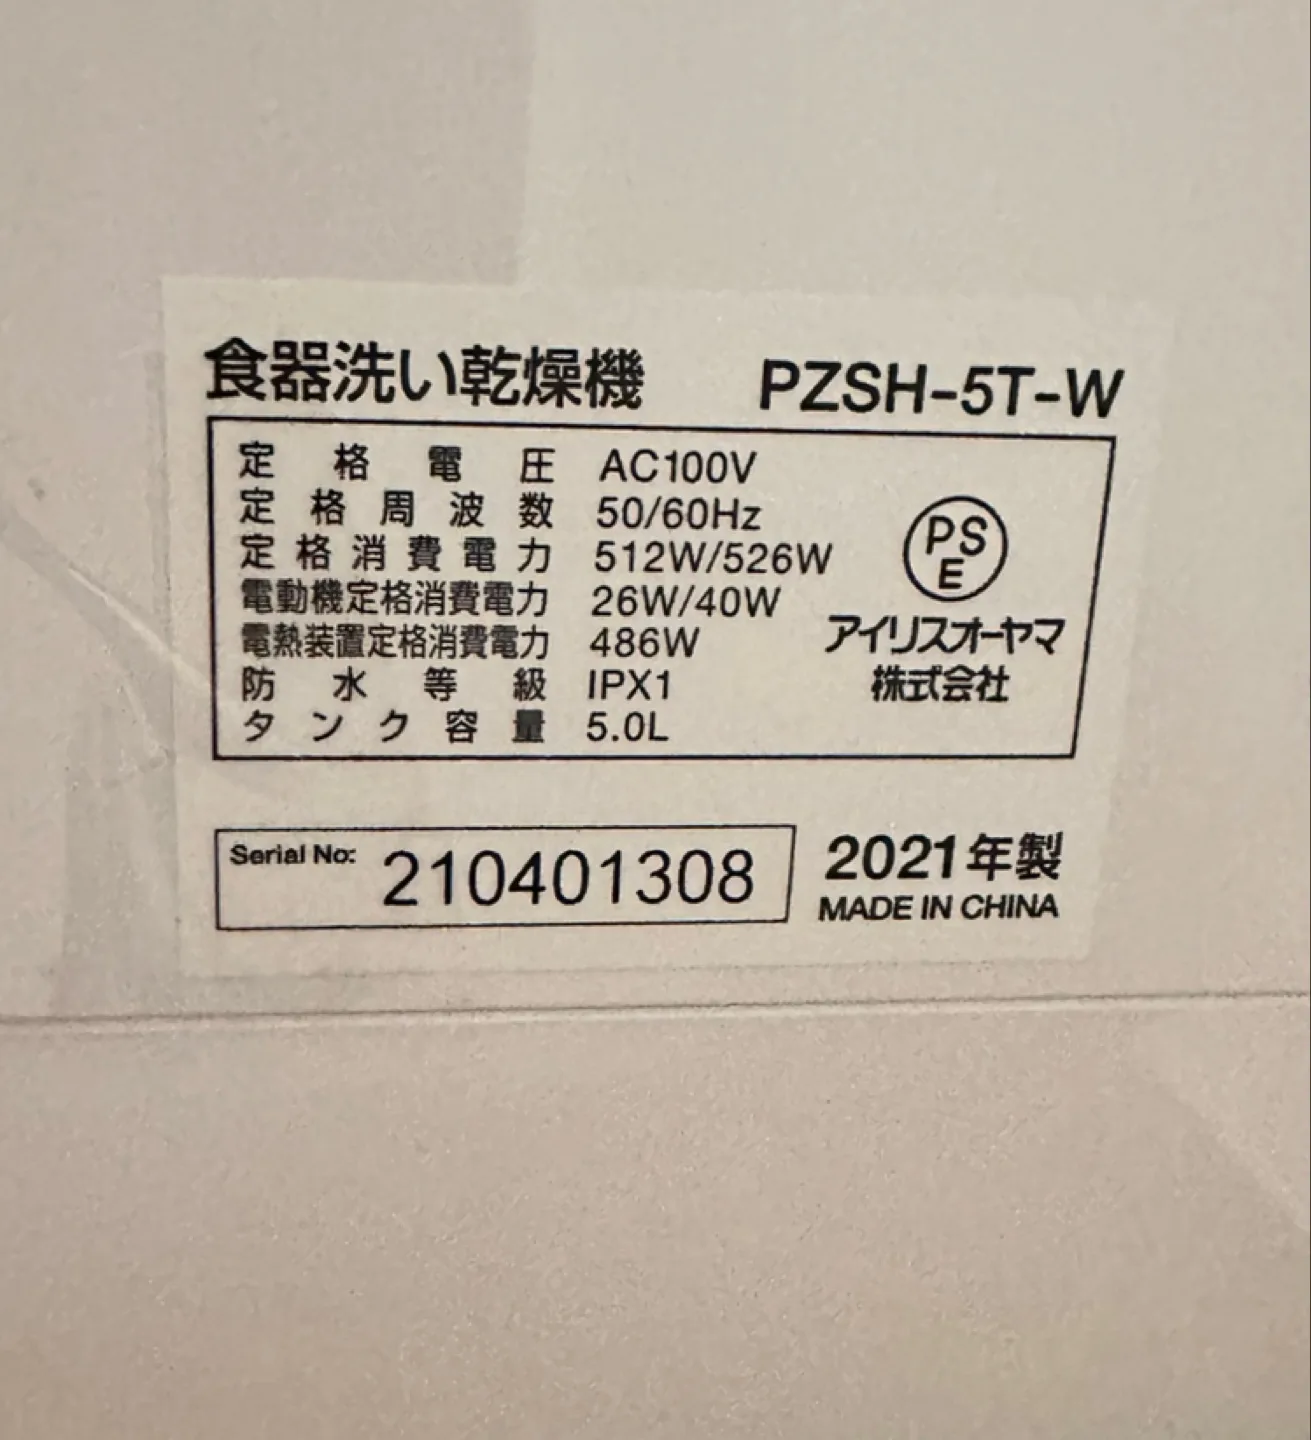 食器洗い乾燥機 PZSH-5T-W
定格電圧 AC100V
定格周波数 50/60Hz
定格消費電力 512W/526W
電動機定格消費電力 26W/40W
電熱装置定格消費電力 486W
防水等級 IPX1
タンク容量 5.0L
PS
E
アイリスオーヤマ
株式会社
Serial No: 210401308
2021年製
MADE IN CHINA